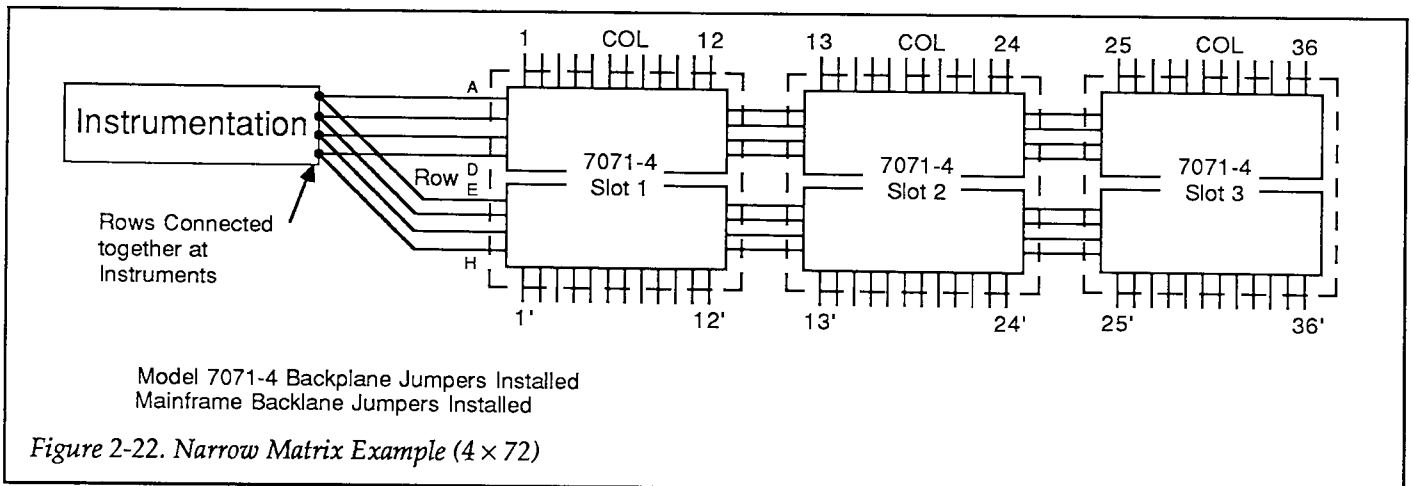 1 COL 12 13 COL 24 25 COL 36
A
Instrumentation
Row D
E
H
7071-4
Slot 1
7071-4
Slot 2
7071-4
Slot 3
Rows Connected
together at
Instruments
1' 12' 13' 24' 25' 36'
Model 7071-4 Backplane Jumpers Installed
Mainframe Backlane Jumpers Installed
Figure 2-22. Narrow Matrix Example (4 × 72)